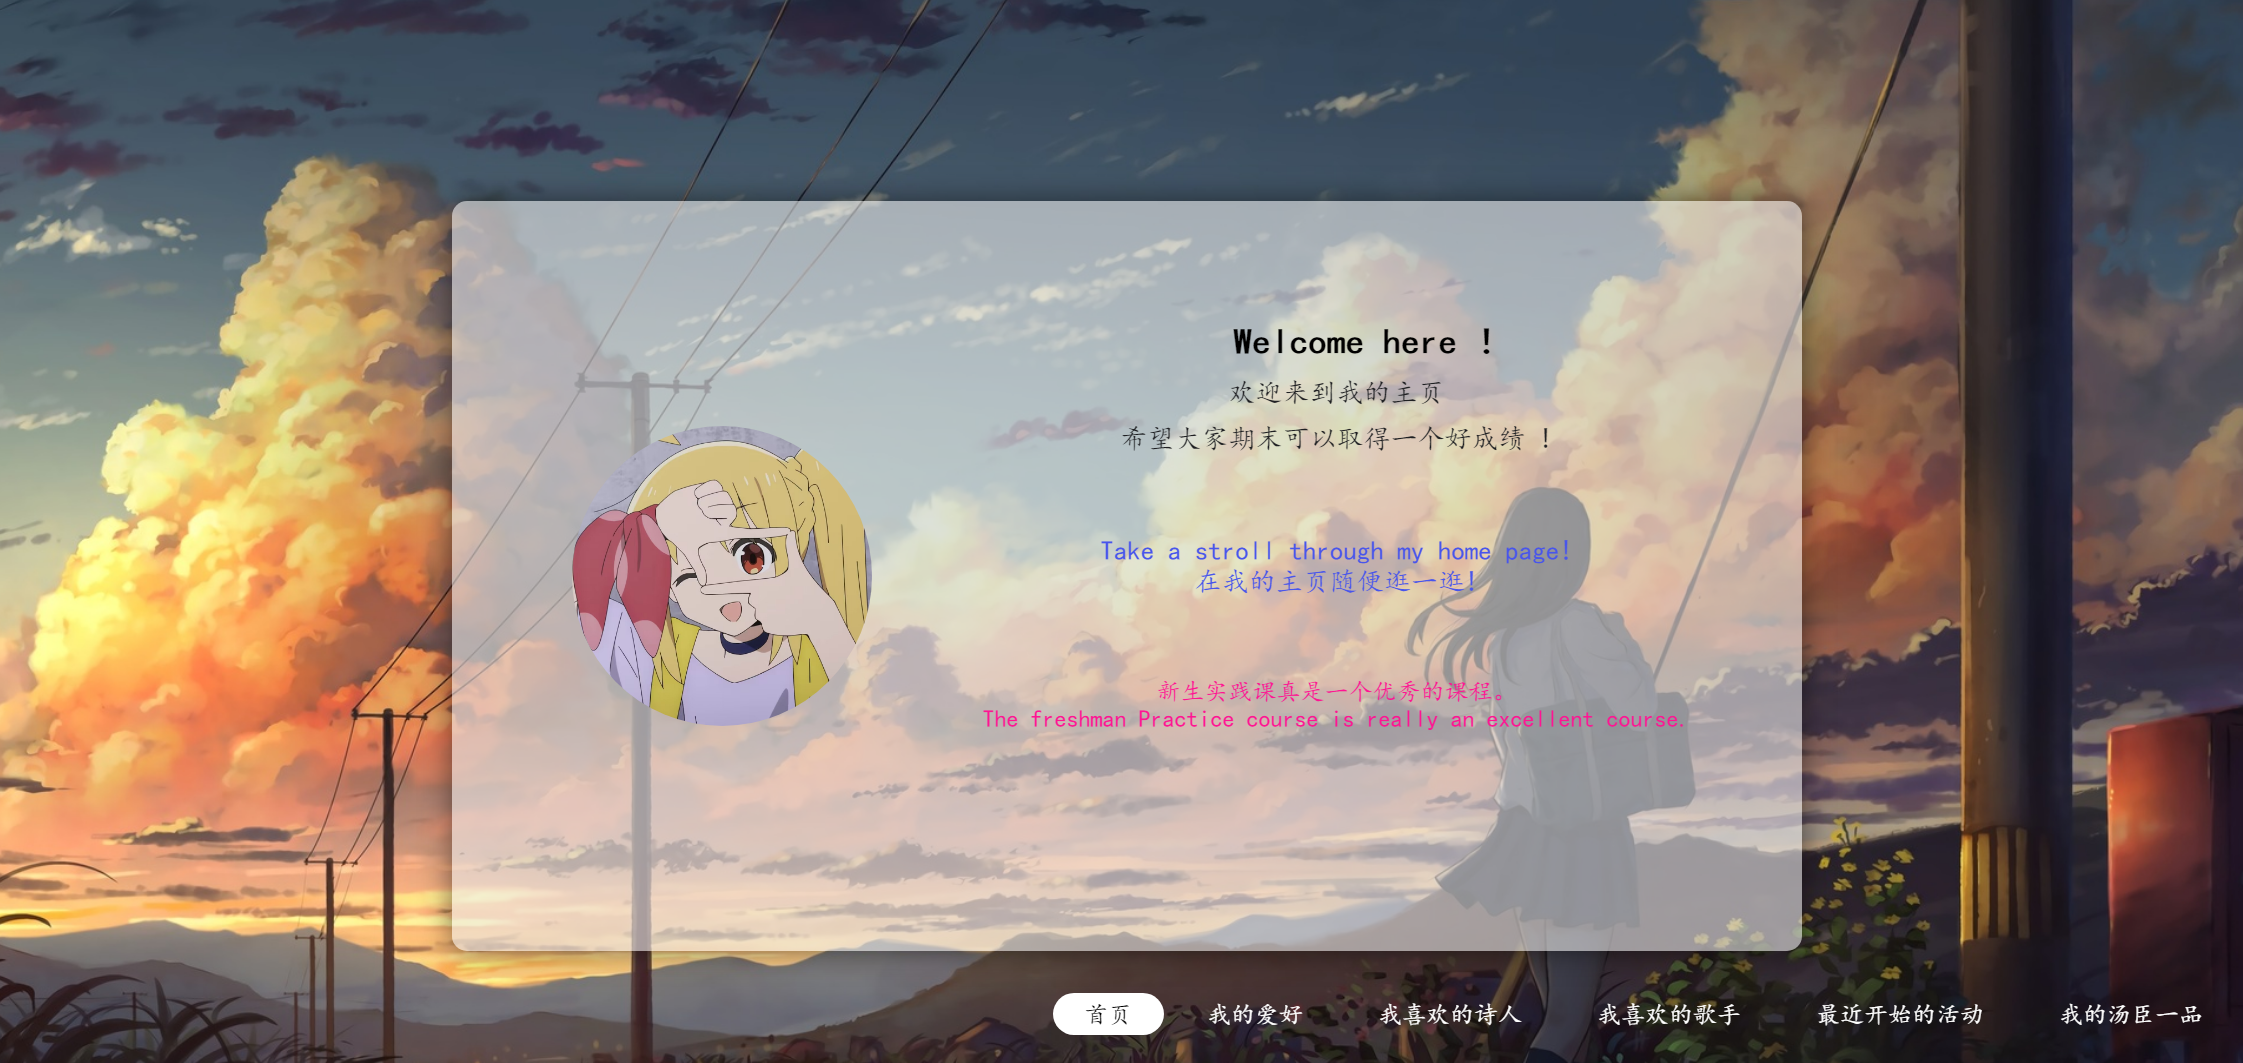 Welcome here !
欢迎来到我的主页
希望大家期末可以取得一个好成绩 !
Take a stroll through my home page!
在我的主页随便逛一逛!
新生实践课真是一个优秀的课程。
The freshman Practice course is really an excellent course.
首页 我的爱好 我喜欢的诗人 我喜欢的歌手 最近开始的活动 我的汤臣一品